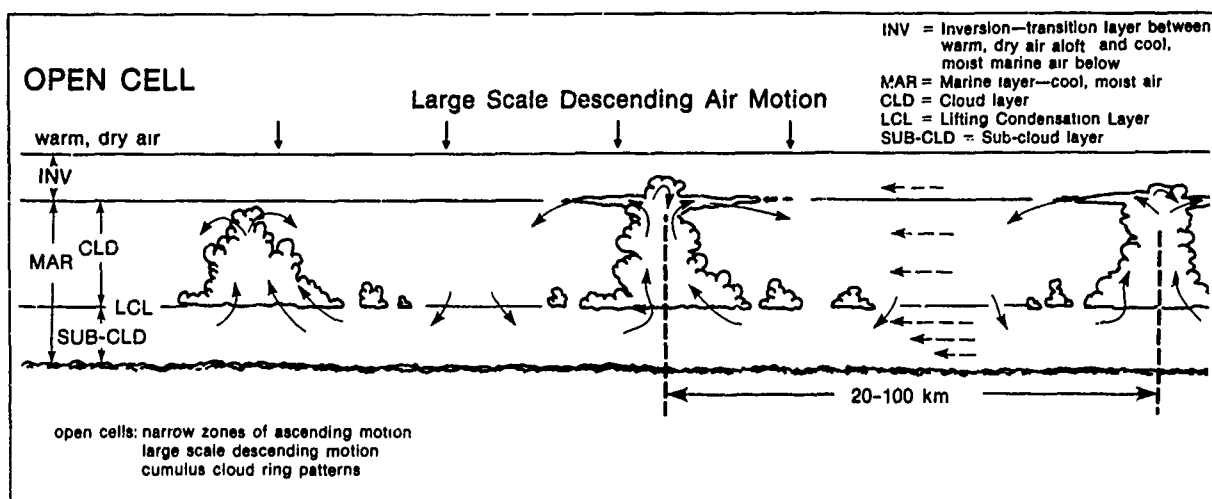 INV = Inversion—transition layer between
warm, dry air aloft and cool,
moist marine air below
MAR = Marine layer—cool, moist air
CLD = Cloud layer
LCL = Lifting Condensation Layer
SUB-CLD = Sub-cloud layer
OPEN CELL
Large Scale Descending Air Motion
warm, dry air
INV
CLD
MAR
LCL
SUB-CLD
20-100 km
open cells: narrow zones of ascending motion
large scale descending motion
cumulus cloud ring patterns